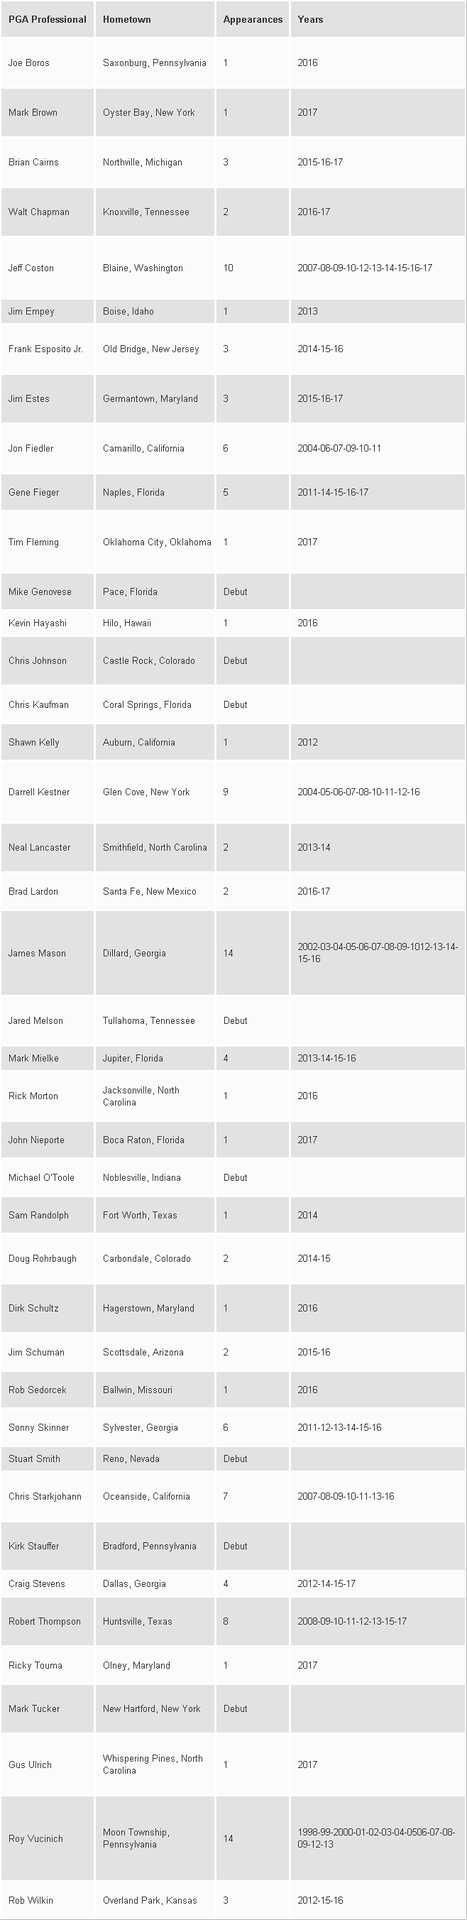 PGA Professional Hometown Appearances Years
Joe Boros Saxonburg, Pennsylvania 1 2016
Mark Brown Oyster Bay, New York 1 2017
Brian Cairns Northville, Michigan 3 2015-16-17
Walt Chapman Knoxville, Tennessee 2 2016-17
Jeff Coston Blaine, Washington 10 2007-08-09-10-12-13-14-15-16-17
Jim Empey Boise, Idaho 1 2013
Frank Esposito Jr. Old Bridge, New Jersey 3 2014-15-16
Jim Estes Germantown, Maryland 3 2015-16-17
Jon Fiedler Camarillo, California 6 2004-06-07-09-10-11
Gene Fieger Naples, Florida 5 2011-14-15-16-17
Tim Fleming Oklahoma City, Oklahoma 1 2017
Mike Genovese Pace, Florida Debut
Kevin Hayashi Hilo, Hawaii 1 2016
Chris Johnson Castle Rock, Colorado Debut
Chris Kaufman Coral Springs, Florida Debut
Shawn Kelly Auburn, California 1 2012
Darrell Kestner Glen Cove, New York 9 2004-05-06-07-08-10-11-12-16
Neal Lancaster Smithfield, North Carolina 2 2013-14
Brad Lardon Santa Fe, New Mexico 2 2016-17
James Mason Dillard, Georgia 14 2002-03-04-05-06-07-08-09-1012-13-14-
15-16
Jared Melson Tullahoma, Tennessee Debut
Mark Mielke Jupiter, Florida 4 2013-14-15-16
Rick Morton Jacksonville, North
Carolina 1 2016
John Nieporte Boca Raton, Florida 1 2017
Michael O'Toole Noblesville, Indiana Debut
Sam Randolph Fort Worth, Texas 1 2014
Doug Rohrbaugh Carbondale, Colorado 2 2014-15
Dirk Schultz Hagerstown, Maryland 1 2016
Jim Schuman Scottsdale, Arizona 2 2015-16
Rob Sedorcek Ballwin, Missouri 1 2016
Sonny Skinner Sylvester, Georgia 6 2011-12-13-14-15-16
Stuart Smith Reno, Nevada Debut
Chris Starkjohann Oceanside, California 7 2007-08-09-10-11-13-16
Kirk Stauffer Bradford, Pennsylvania Debut
Craig Stevens Dallas, Georgia 4 2012-14-15-17
Robert Thompson Huntsville, Texas 8 2008-09-10-11-12-13-15-17
Ricky Touma Olney, Maryland 1 2017
Mark Tucker New Hartford, New York Debut
Gus Ulrich Whispering Pines, North
Carolina 1 2017
Roy Vucinich Moon Township,
Pennsylvania 14 1998-99-2000-01-02-03-04-0506-07-08-
09-12-13
Rob Wilkin Overland Park, Kansas 3 2012-15-16